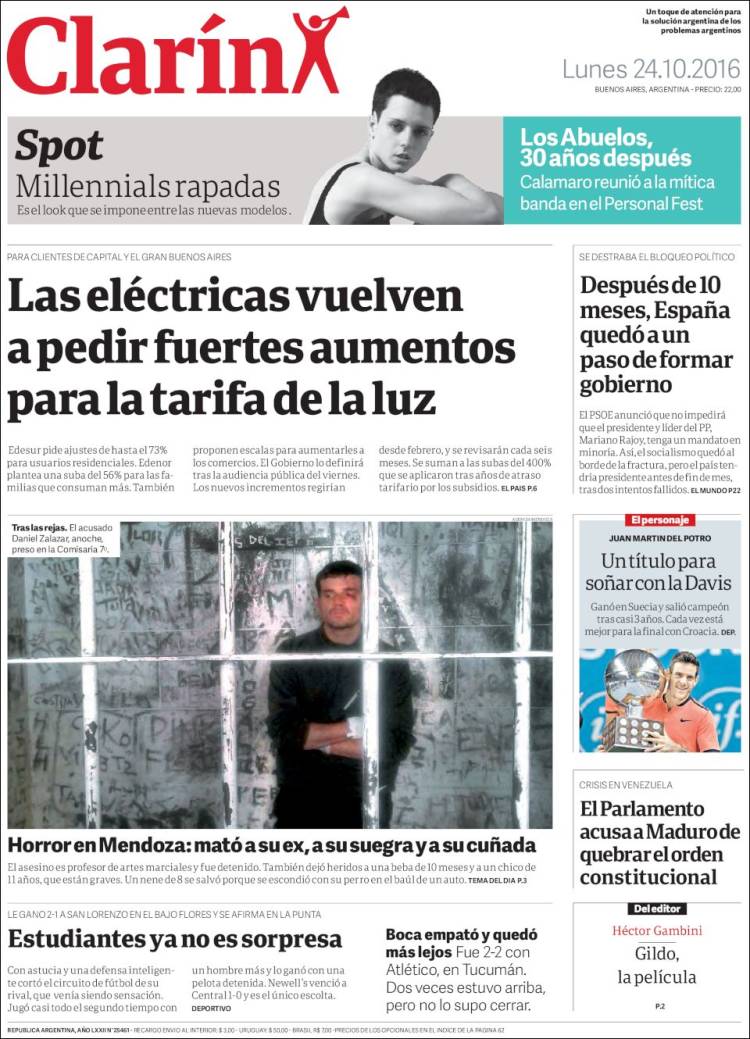 Clarín
Un toque de atención para
la solución argentina de los
problemas argentinos
Lunes 24.10.2016
BUENOS AIRES, ARGENTINA - PRECIO: 22,00
Spot
Millennials rapadas
Es el look que se impone entre las nuevas modelos.
Los Abuelos,
30 años después
Calamaro reunió a la mítica
banda en el Personal Fest
PARA CLIENTES DE CAPITAL Y EL GRAN BUENOS AIRES
Las eléctricas vuelven
a pedir fuertes aumentos
para la tarifa de la luz
Edesur pide ajustes de hasta el 73%
para usuarios residenciales. Edenor
plantea una suba del 56% para las fa-
milias que consuman más. También
proponen escalas para aumentarles a
los comercios. El Gobierno lo definirá
tras la audiencia pública del viernes.
Los nuevos incrementos regirían
desde febrero, y se revisarán cada seis
meses. Se suman a las subas del 400%
que se aplicaron tras años de atraso
tarifario por los subsidios. EL PAIS P.6
SE DESTRABA EL BLOQUEO POLÍTICO
Después de 10
meses, España
quedó a un
paso de formar
gobierno
El PSOE anunció que no impedirá
que el presidente y líder del PP,
Mariano Rajoy, tenga un mandato en
minoría. Así, el socialismo quedó al
borde de la fractura, pero el país ten-
dría presidente antes de fin de mes,
tras dos intentos fallidos. EL MUNDO P22
Tras las rejas. El acusado
Daniel Zalazar, anoche,
preso en la Comisaria 7ª.
Horror en Mendoza: mató a su ex, a su suegra y a su cuñada
El asesino es profesor de artes marciales y fue detenido. También dejó heridos a una beba de 10 meses y a un chico de
11 años, que están graves. Un nene de 8 se salvó porque se escondió con su perro en el baúl de un auto. TEMA DEL DIA P.3
El personaje
JUAN MARTIN DEL POTRO
Un título para
soñar con la Davis
Ganó en Suecia y salió campeón
tras casi 3 años. Cada vez está
mejor para la final con Croacia. DEP.
CRISIS EN VENEZUELA
El Parlamento
acusa a Maduro de
quebrar el orden
constitucional
LE GANO 2-1 A SAN LORENZO EN EL BAJO FLORES Y SE AFIRMA EN LA PUNTA
Estudiantes ya no es sorpresa
Con astucia y una defensa inteligen-
te cortó el circuito de fútbol de su
rival, que venía siendo sensación.
Jugó casi todo el segundo tiempo con
un hombre más y lo ganó con una
pelota detenida. Newell's venció a
Central 1-0 y es el único escolta.
DEPORTIVO
Boca empató y quedó
más lejos Fue 2-2 con
Atlético, en Tucumán.
Dos veces estuvo arriba,
pero no lo supo cerrar.
Del editor
Héctor Gambini
Gildo,
la película
P.2
REPUBLICA ARGENTINA, AÑO LXXII Nº 25461 - RECARGO ENVIO AL INTERIOR: $ 3,00 - URUGUAY: $ 50,00 - BRASIL R$ 7,00 - PRECIOS DE LOS OPCIONALES EN EL INDICE DE LA PAGINA 62